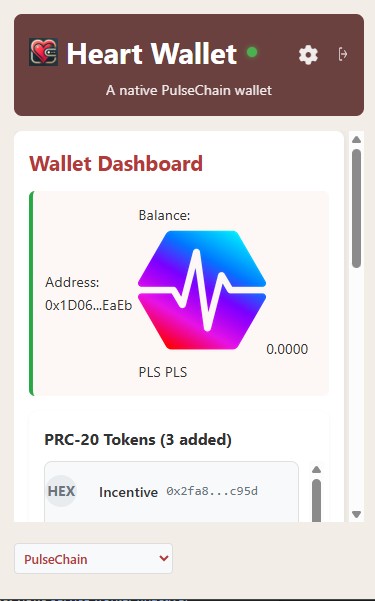 Heart Wallet
A native PulseChain wallet
Wallet Dashboard
Balance:
Address:
0x1D06...EaEb
0.0000
PLS PLS
PRC-20 Tokens (3 added)
HEX Incentive 0x2fa8...c95d
PulseChain